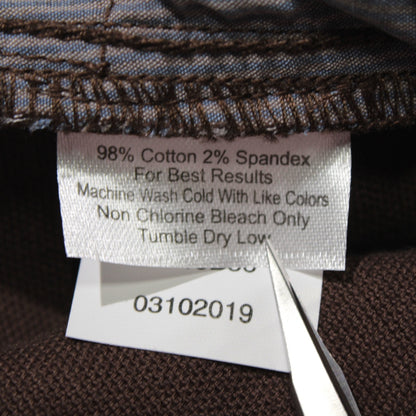 98% Cotton 2% Spandex
For Best Results
Machine Wash Cold With Like Colors
Non Chlorine Bleach Only
Tumble Dry Low
03102019